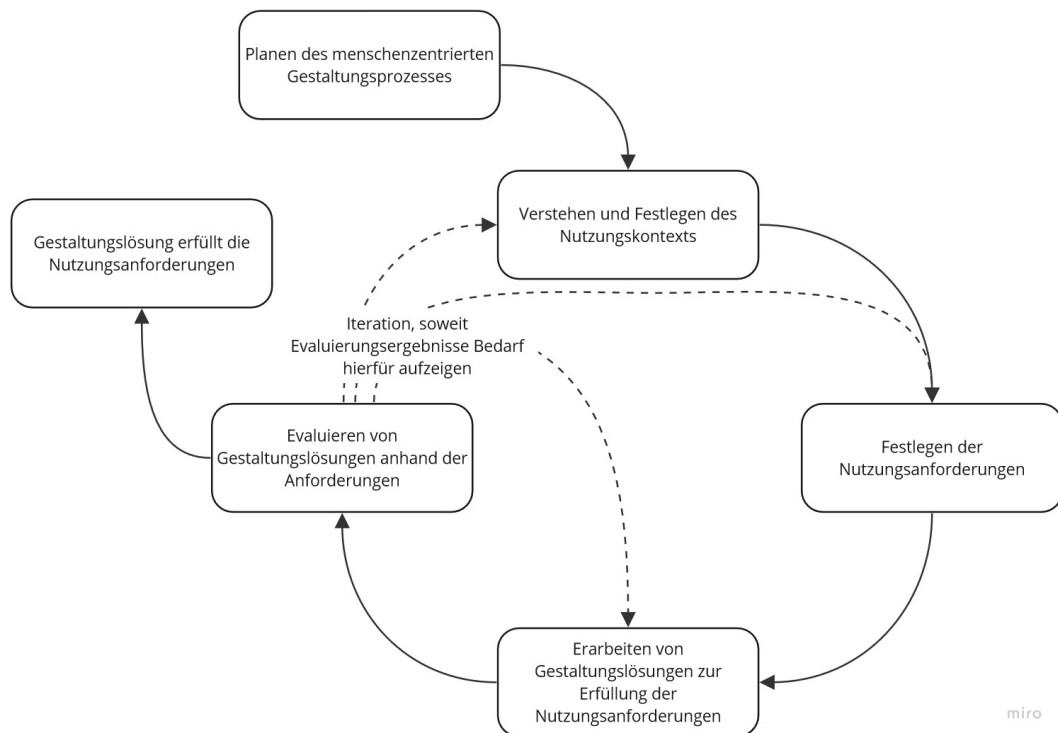 Planen des menschenzentrierten
Gestaltungsprozesses
Verstehen und Festlegen des
Nutzungskontexts
Gestaltungslösung erfüllt die
Nutzungsanforderungen
Iteration, soweit
Evaluierungsergebnisse Bedarf
hierfür aufzeigen
Evaluieren von
Gestaltungslösungen anhand der
Anforderungen
Festlegen der
Nutzungsanforderungen
Erarbeiten von
Gestaltungslösungen zur
Erfüllung der
Nutzungsanforderungen
miro